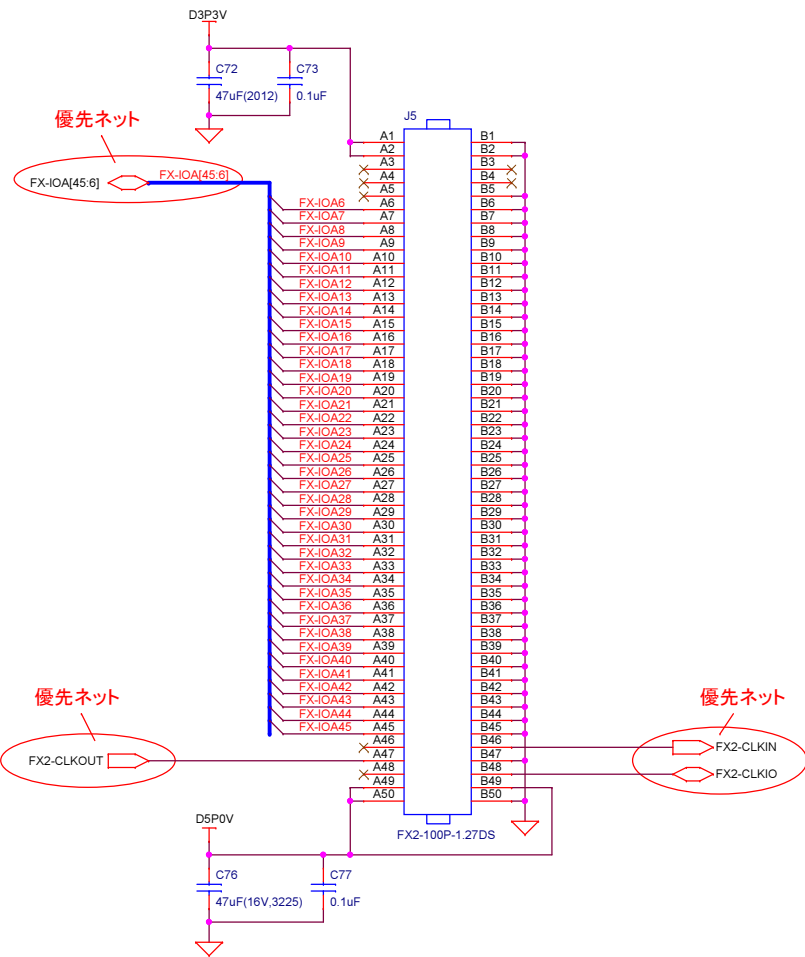 D3P3V
C72
47uF(2012)
C73
0.1uF
優先ネット
FX-IOA[45:6]
FX-IOA[45:6]
J5
A1 B1
A2 B2
A3 B3
A4 B4
A5 B5
FX-IOA6 A6 B6
FX-IOA7 A7 B7
FX-IOA8 A8 B8
FX-IOA9 A9 B9
FX-IOA10 A10 B10
FX-IOA11 A11 B11
FX-IOA12 A12 B12
FX-IOA13 A13 B13
FX-IOA14 A14 B14
FX-IOA15 A15 B15
FX-IOA16 A16 B16
FX-IOA17 A17 B17
FX-IOA18 A18 B18
FX-IOA19 A19 B19
FX-IOA20 A20 B20
FX-IOA21 A21 B21
FX-IOA22 A22 B22
FX-IOA23 A23 B23
FX-IOA24 A24 B24
FX-IOA25 A25 B25
FX-IOA26 A26 B26
FX-IOA27 A27 B27
FX-IOA28 A28 B28
FX-IOA29 A29 B29
FX-IOA30 A30 B30
FX-IOA31 A31 B31
FX-IOA32 A32 B32
FX-IOA33 A33 B33
FX-IOA34 A34 B34
FX-IOA35 A35 B35
FX-IOA36 A36 B36
FX-IOA37 A37 B37
FX-IOA38 A38 B38
FX-IOA39 A39 B39
FX-IOA40 A40 B40
FX-IOA41 A41 B41
FX-IOA42 A42 B42
FX-IOA43 A43 B43
FX-IOA44 A44 B44
FX-IOA45 A45 B45
A46 B46
A47 B47
A48 B48
A49 B49
A50 B50
優先ネット
FX2-CLKOUT
優先ネット
FX2-CLKIN
FX2-CLKIO
FX2-100P-1.27DS
D5P0V
C76
47uF(16V,3225)
C77
0.1uF